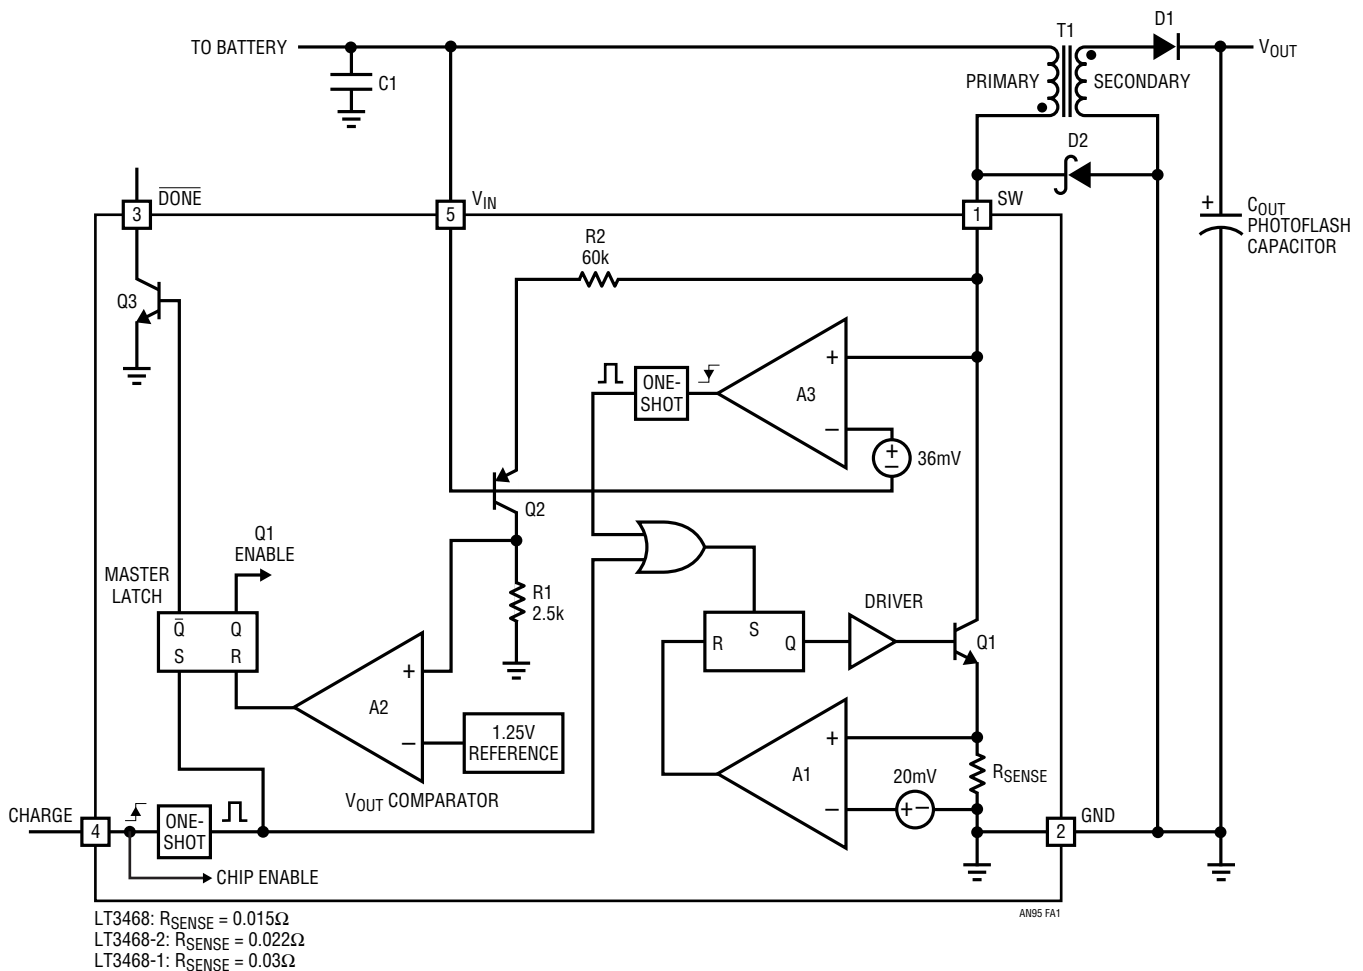 TO BATTERY
C1
T1
PRIMARY
SECONDARY
D1
VOUT
D2
3
DONE
5
VIN
1
SW
+
COUT
PHOTOFLASH
CAPACITOR
R2
60k
Q3
ONE-
SHOT
A3
+
–
+
–
36mV
Q2
Q1
ENABLE
MASTER
LATCH
Q̅
Q
S
R
R1
2.5k
DRIVER
R
S
Q
Q1
A2
+
–
1.25V
REFERENCE
VOUT COMPARATOR
A1
+
–
20mV
+ –
RSENSE
CHARGE
4
ONE-
SHOT
CHIP ENABLE
2
GND
AN95 FA1
LT3468: RSENSE = 0.015Ω
LT3468-2: RSENSE = 0.022Ω
LT3468-1: RSENSE = 0.03Ω